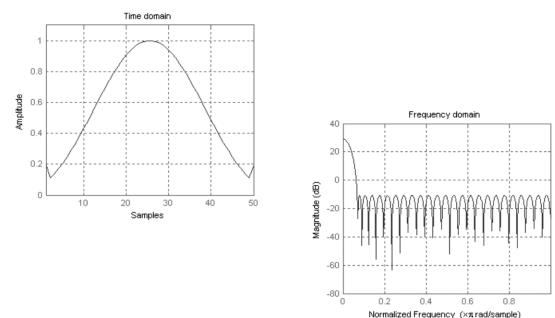 Time domain
1
0.8
0.6
0.4
0.2
0
10 20 30 40 50
Amplitude
Samples
Frequency domain
40
20
0
-20
-40
-60
-80
0 0.2 0.4 0.6 0.8
Magnitude (dB)
Normalized Frequency (×π rad/sample)